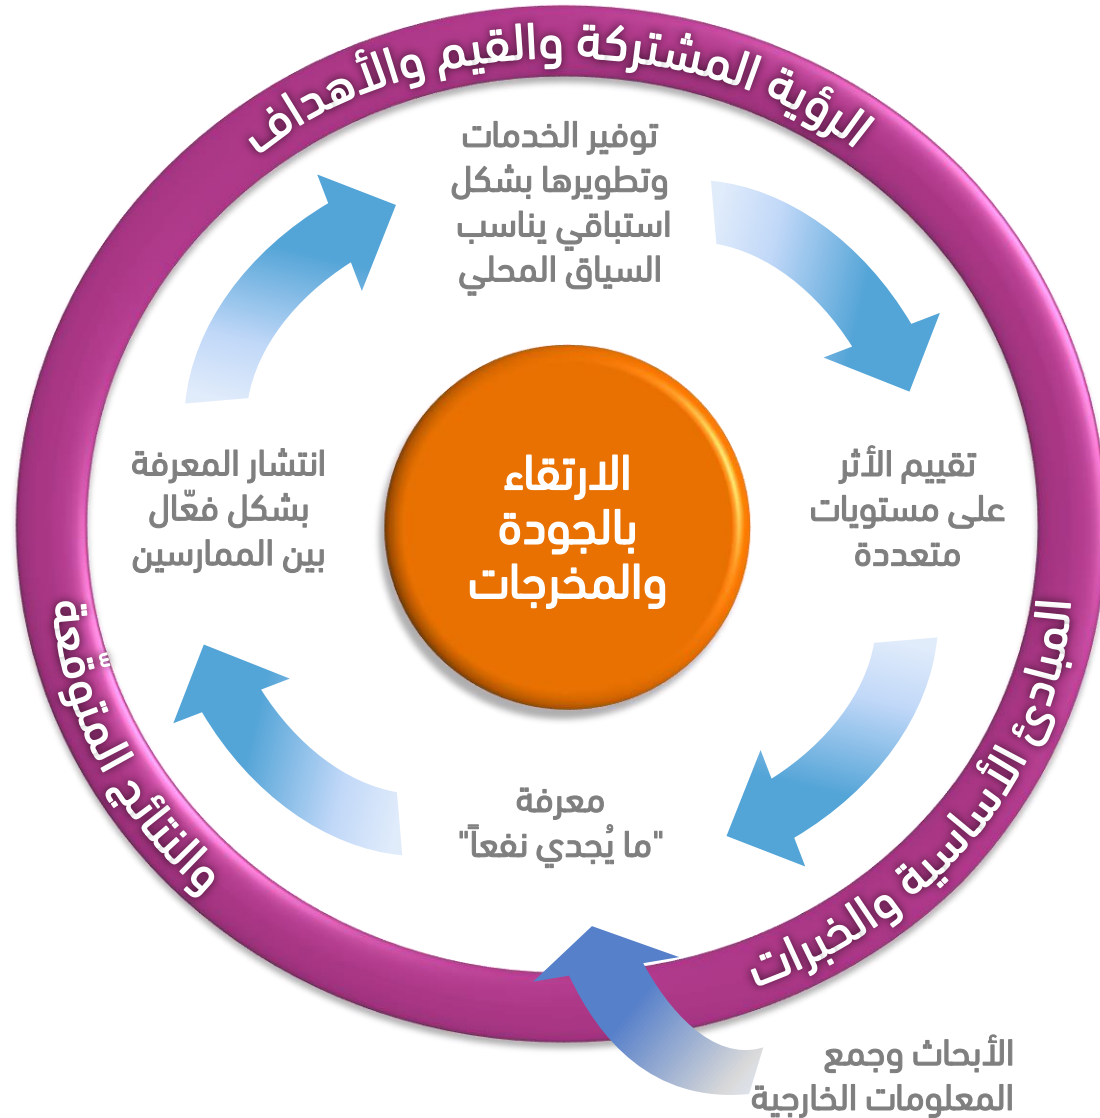 الرؤية المشتركة والقيم والأهداف
توفير الخدمات
وتطويرها بشكل
استباقي يناسب
السياق المحلي
تقييم الأثر
على مستويات
متعددة
معرفة
"ما يُجدي نفعاً"
انتشار المعرفة
بشكل فعّال
بين الممارسين
الارتقاء
بالجودة
والمخرجات
المبادئ الأساسية والخبرات
والنتائج المتوقّعة
الأبحاث وجمع
المعلومات الخارجية